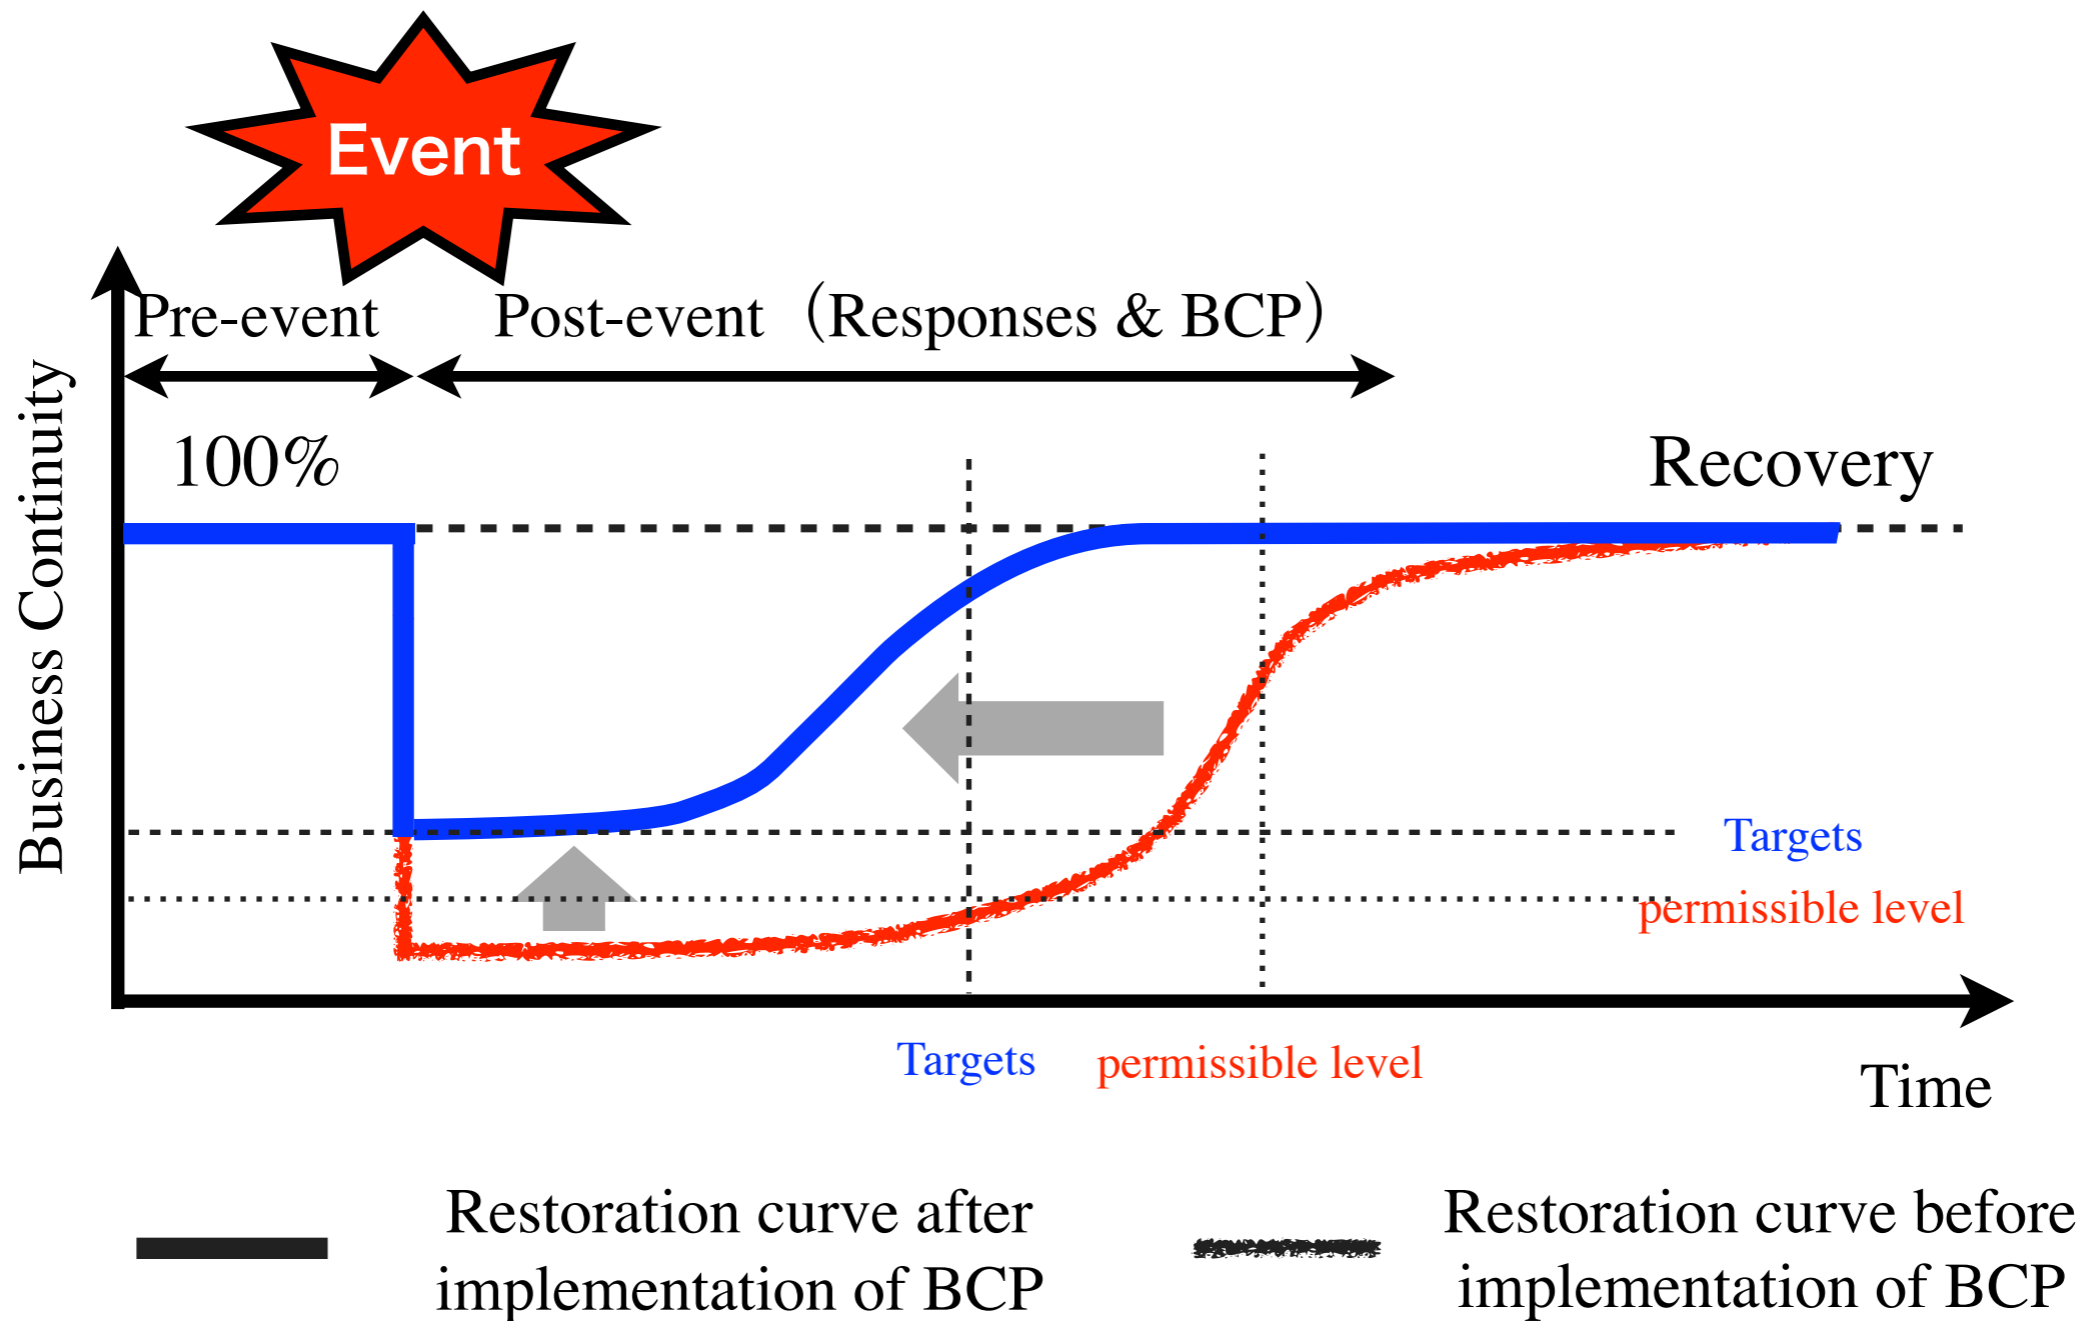 Event
Pre-event
Post-event（Responses & BCP）
100%
Recovery
Business Continuity
Targets
permissible level
Targets
permissible level
Time
Restoration curve after
implementation of BCP
Restoration curve before
implementation of BCP